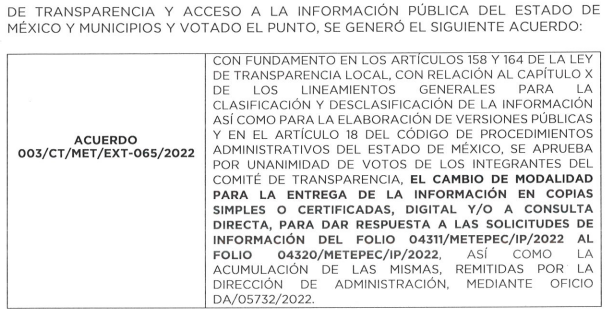 DE TRANSPARENCIA Y ACCESO A LA INFORMACIÓN PÚBLICA DEL ESTADO DE
MÉXICO Y MUNICIPIOS Y VOTADO EL PUNTO, SE GENERÓ EL SIGUIENTE ACUERDO:
ACUERDO
003/CT/MET/EXT-065/2022
CON FUNDAMENTO EN LOS ARTÍCULOS 158 Y 164 DE LA LEY
DE TRANSPARENCIA LOCAL, CON RELACIÓN AL CAPÍTULO X
DE LOS LINEAMIENTOS GENERALES PARA LA
CLASIFICACIÓN Y DESCLASIFICACIÓN DE LA INFORMACIÓN
ASÍ COMO PARA LA ELABORACIÓN DE VERSIONES PÚBLICAS
Y EN EL ARTÍCULO 18 DEL CÓDIGO DE PROCEDIMIENTOS
ADMINISTRATIVOS DEL ESTADO DE MÉXICO, SE APRUEBA
POR UNANIMIDAD DE VOTOS DE LOS INTEGRANTES DEL
COMITÉ DE TRANSPARENCIA, EL CAMBIO DE MODALIDAD
PARA LA ENTREGA DE LA INFORMACIÓN EN COPIAS
SIMPLES O CERTIFICADAS, DIGITAL Y/O A CONSULTA
DIRECTA, PARA DAR RESPUESTA A LAS SOLICITUDES DE
INFORMACIÓN DEL FOLIO 04311/METEPEC/IP/2022 AL
FOLIO 04320/METEPEC/IP/2022, ASÍ COMO LA
ACUMULACIÓN DE LAS MISMAS, REMITIDAS POR LA
DIRECCIÓN DE ADMINISTRACIÓN, MEDIANTE OFICIO
DA/05732/2022.